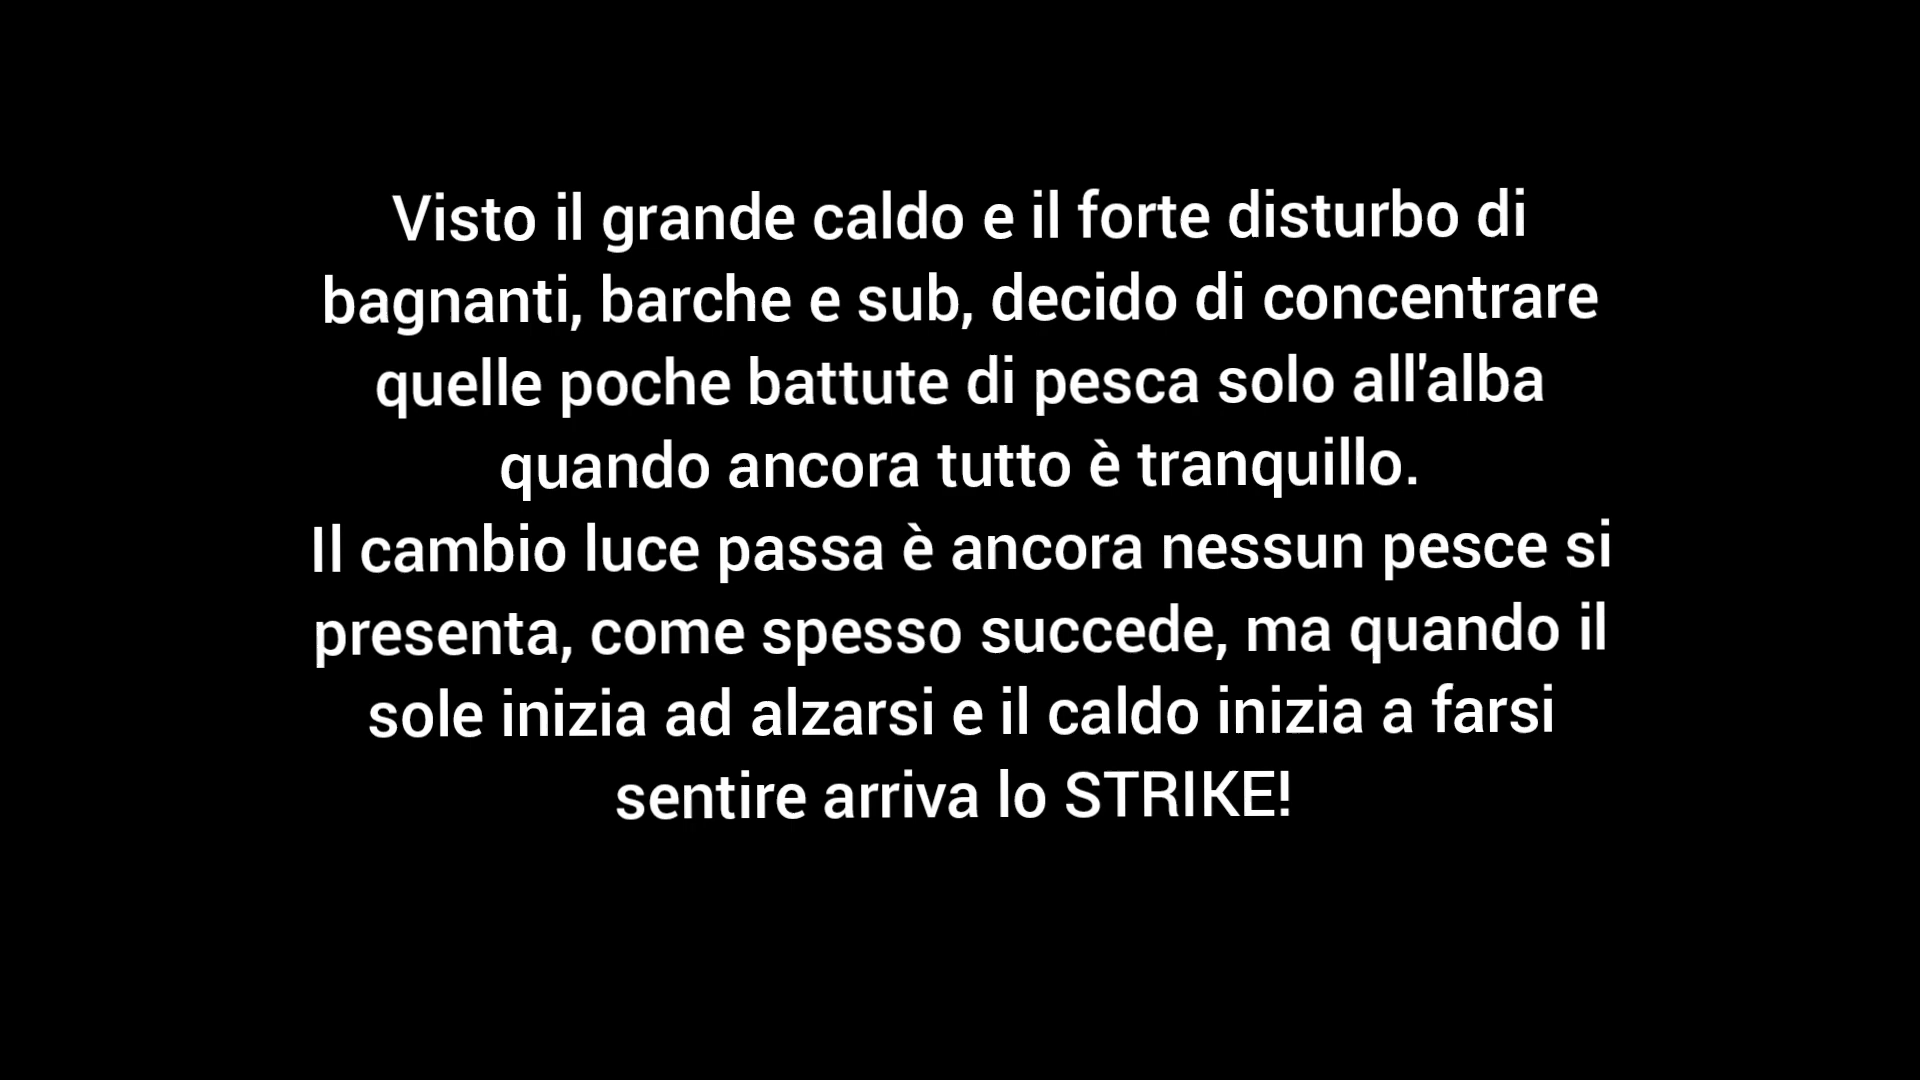 Visto il grande caldo e il forte disturbo di
bagnanti, barche e sub, decido di concentrare
quelle poche battute di pesca solo all'alba
quando ancora tutto è tranquillo.
Il cambio luce passa è ancora nessun pesce si
presenta, come spesso succede, ma quando il
sole inizia ad alzarsi e il caldo inizia a farsi
sentire arriva lo STRIKE!